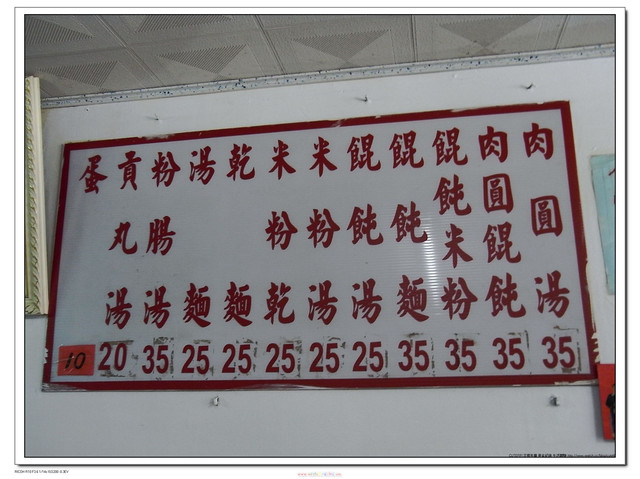 肉圓湯 35
肉圓餛飩 35
餛飩米粉 35
餛飩麵 35
餛飩湯 25
米粉湯 25
米粉乾 25
乾麵 25
湯麵 25
粉腸湯 35
貢丸湯 20
蛋 10